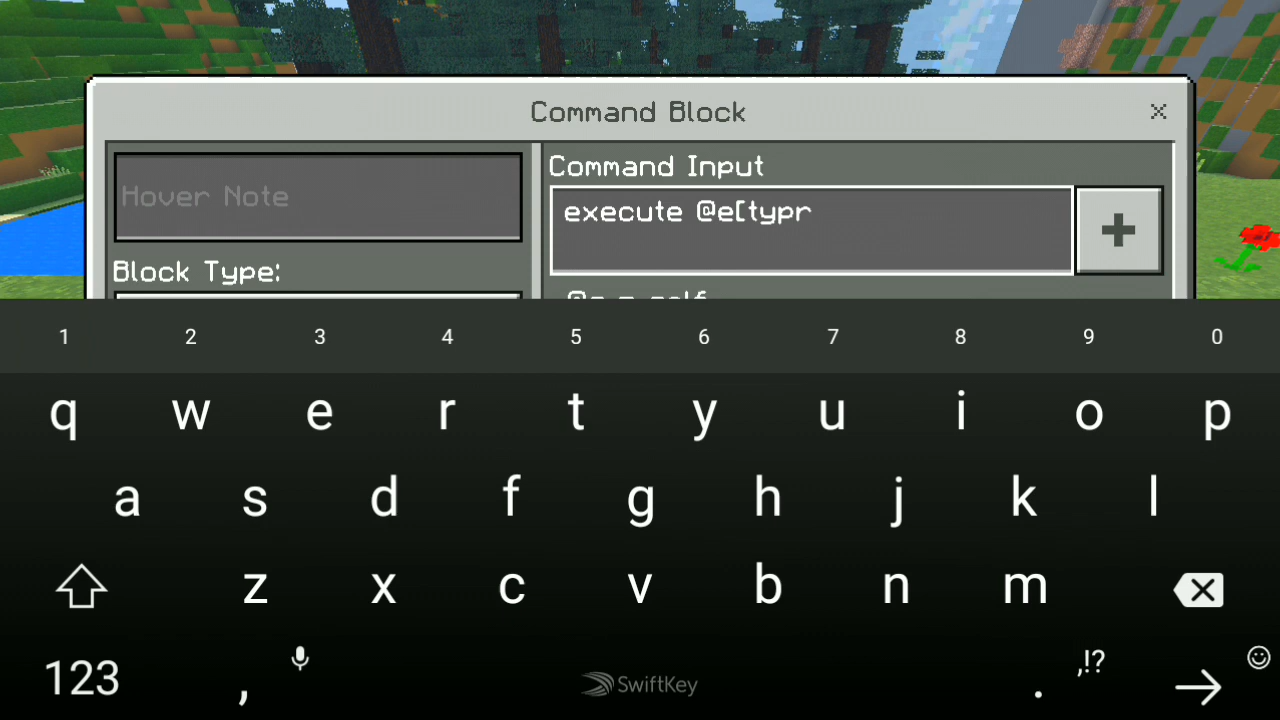 Command Block
Hover Note
Command Input
execute @e[typr
Block Type:
1 2 3 4 5 6 7 8 9 0
q w e r t y u i o p
a s d f g h j k l
z x c v b n m
123 , SwiftKey . ,!?